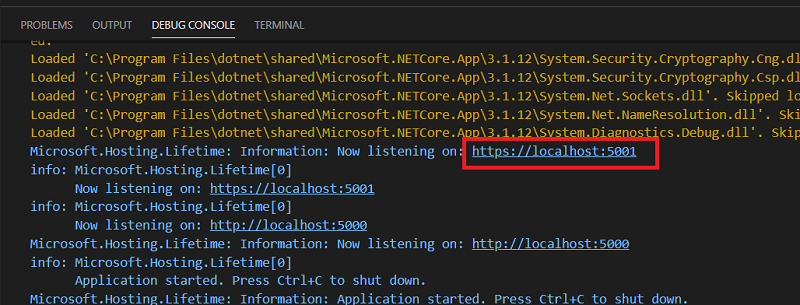 PROBLEMS OUTPUT DEBUG CONSOLE TERMINAL
ed.
Loaded 'C:\Program Files\dotnet\shared\Microsoft.NETCore.App\3.1.12\System.Security.Cryptography.Cng.dl
Loaded 'C:\Program Files\dotnet\shared\Microsoft.NETCore.App\3.1.12\System.Security.Cryptography.Csp.dl
Loaded 'C:\Program Files\dotnet\shared\Microsoft.NETCore.App\3.1.12\System.Net.Sockets.dll'. Skipped lo
Loaded 'C:\Program Files\dotnet\shared\Microsoft.NETCore.App\3.1.12\System.Net.NameResolution.dll'. Ski
Loaded 'C:\Program Files\dotnet\shared\Microsoft.NETCore.App\3.1.12\System.Diagnostics.Debug.dll'. Skip
Microsoft.Hosting.Lifetime: Information: Now listening on: https://localhost:5001
info: Microsoft.Hosting.Lifetime[0]
Now listening on: https://localhost:5001
info: Microsoft.Hosting.Lifetime[0]
Now listening on: http://localhost:5000
Microsoft.Hosting.Lifetime: Information: Now listening on: http://localhost:5000
info: Microsoft.Hosting.Lifetime[0]
Application started. Press Ctrl+C to shut down.
Microsoft.Hosting.Lifetime: Information: Application started. Press Ctrl+C to shut down.